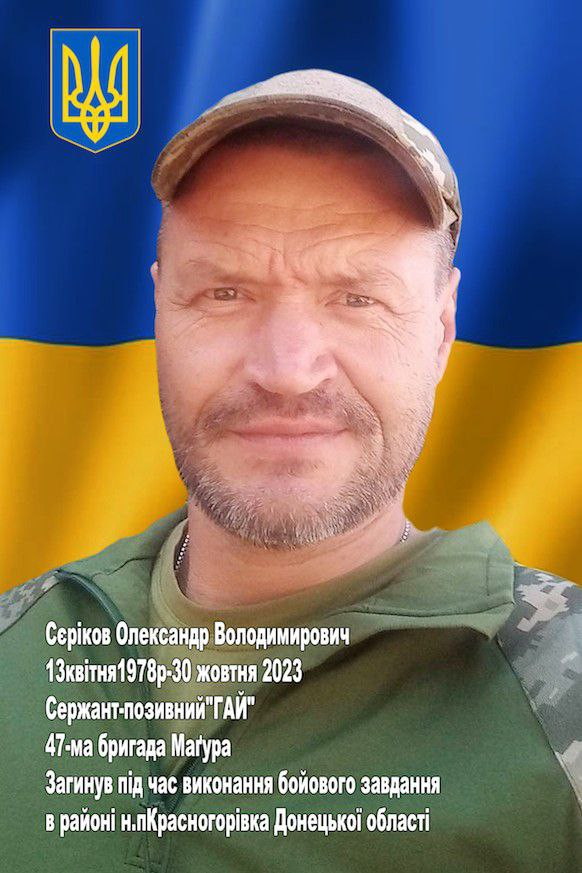 Сєріков Олександр Володимирович
13квітня1978р-30 жовтня 2023
Сержант-позивний"ГАЙ"
47-ма бригада Маґура
Загинув під час виконання бойового завдання
в районі н.пКрасногорівка Донецької області